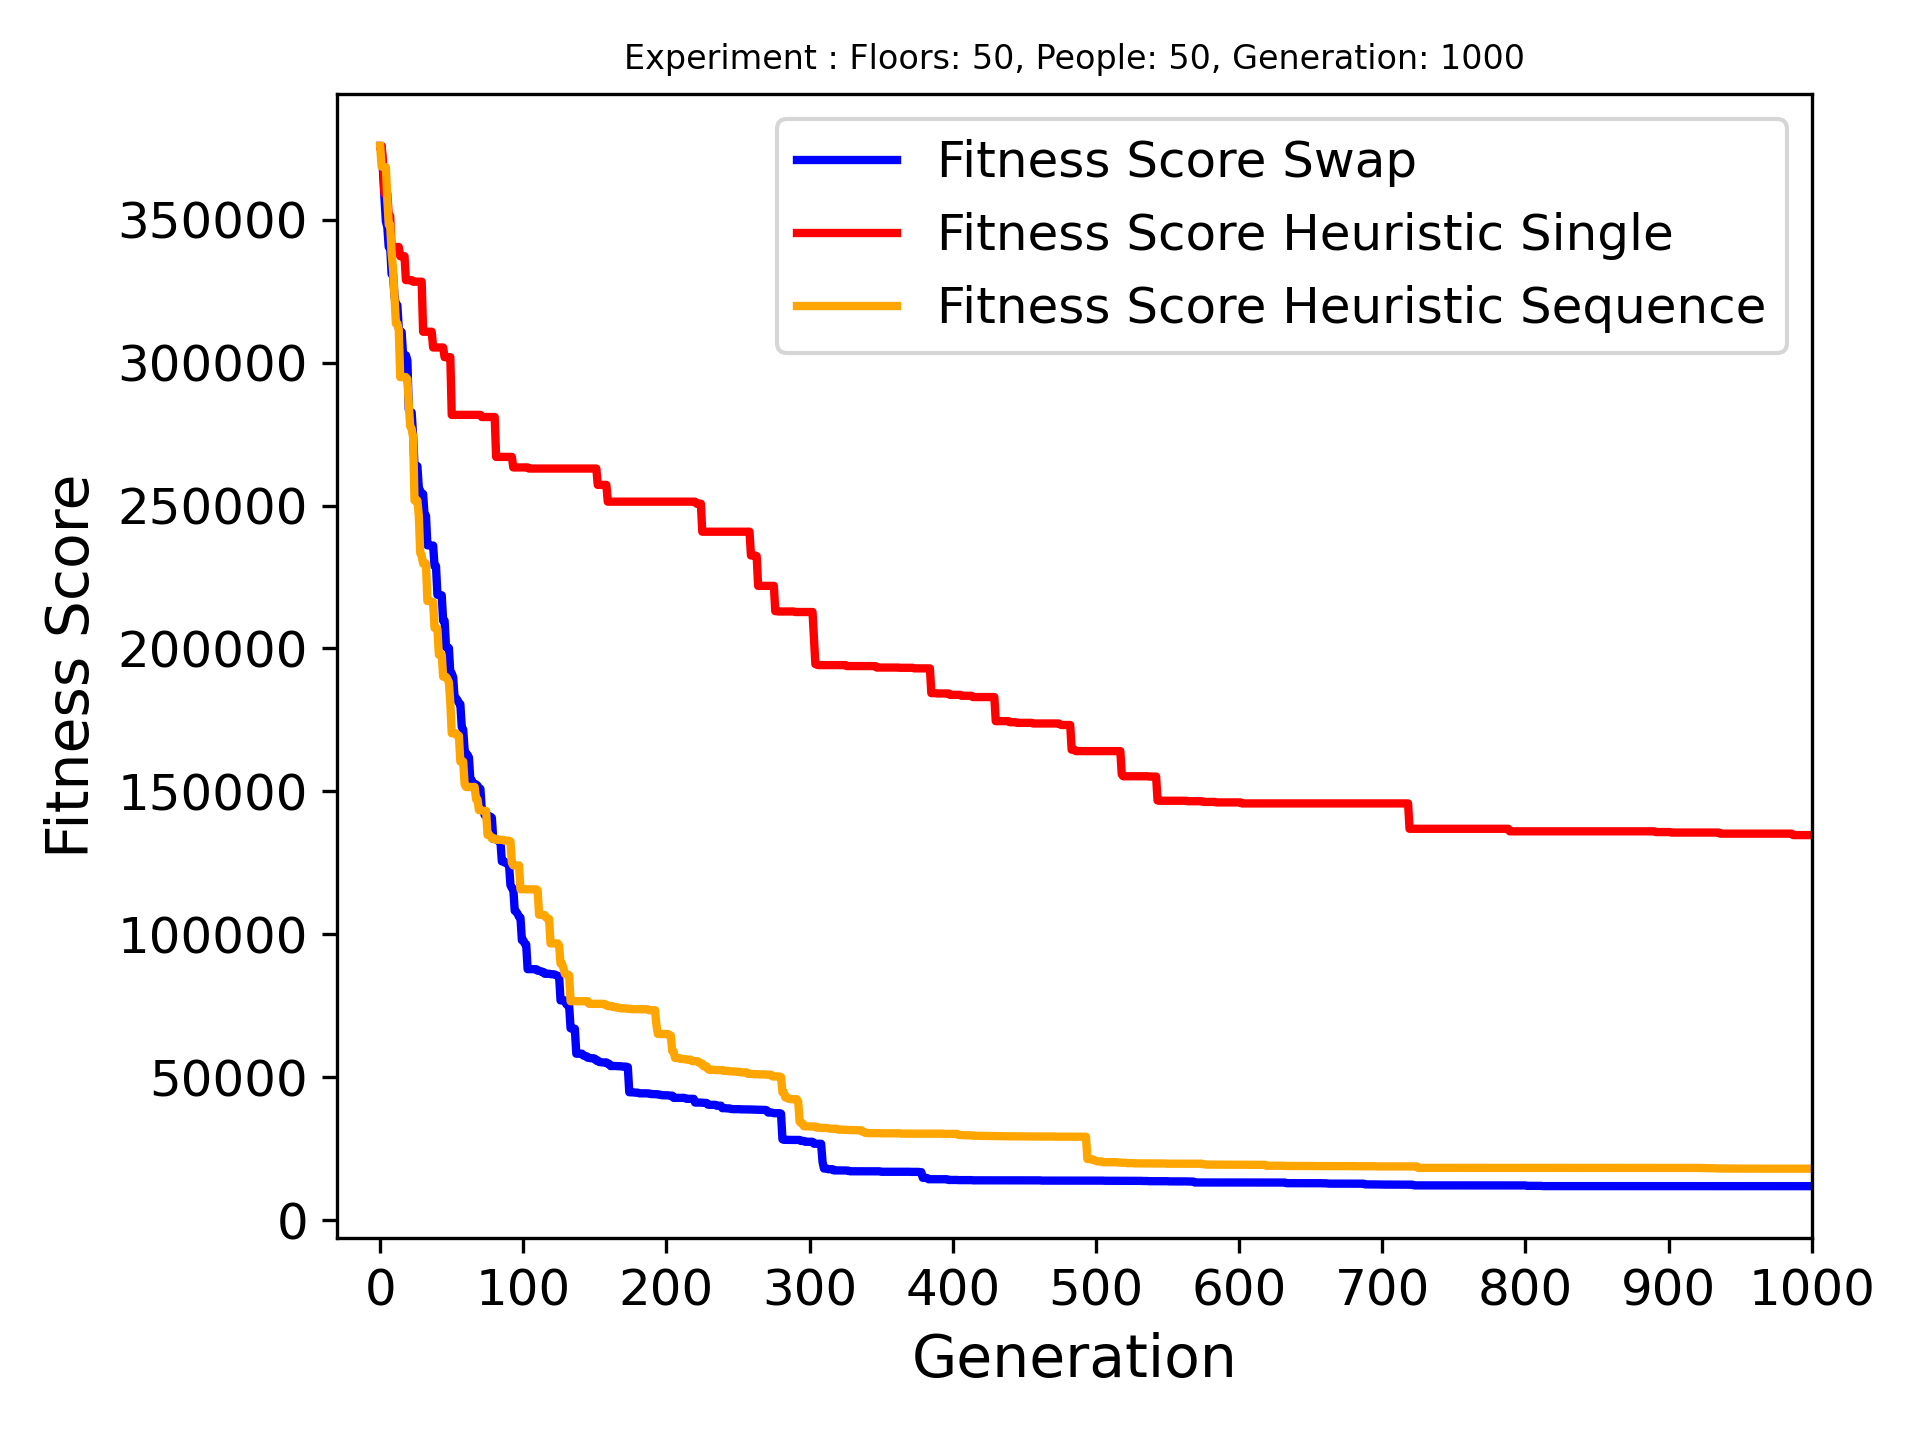 Experiment : Floors: 50, People: 50, Generation: 1000
Fitness Score Swap
Fitness Score Heuristic Single
Fitness Score Heuristic Sequence
Fitness Score
350000
300000
250000
200000
150000
100000
50000
0
0 100 200 300 400 500 600 700 800 900 1000
Generation